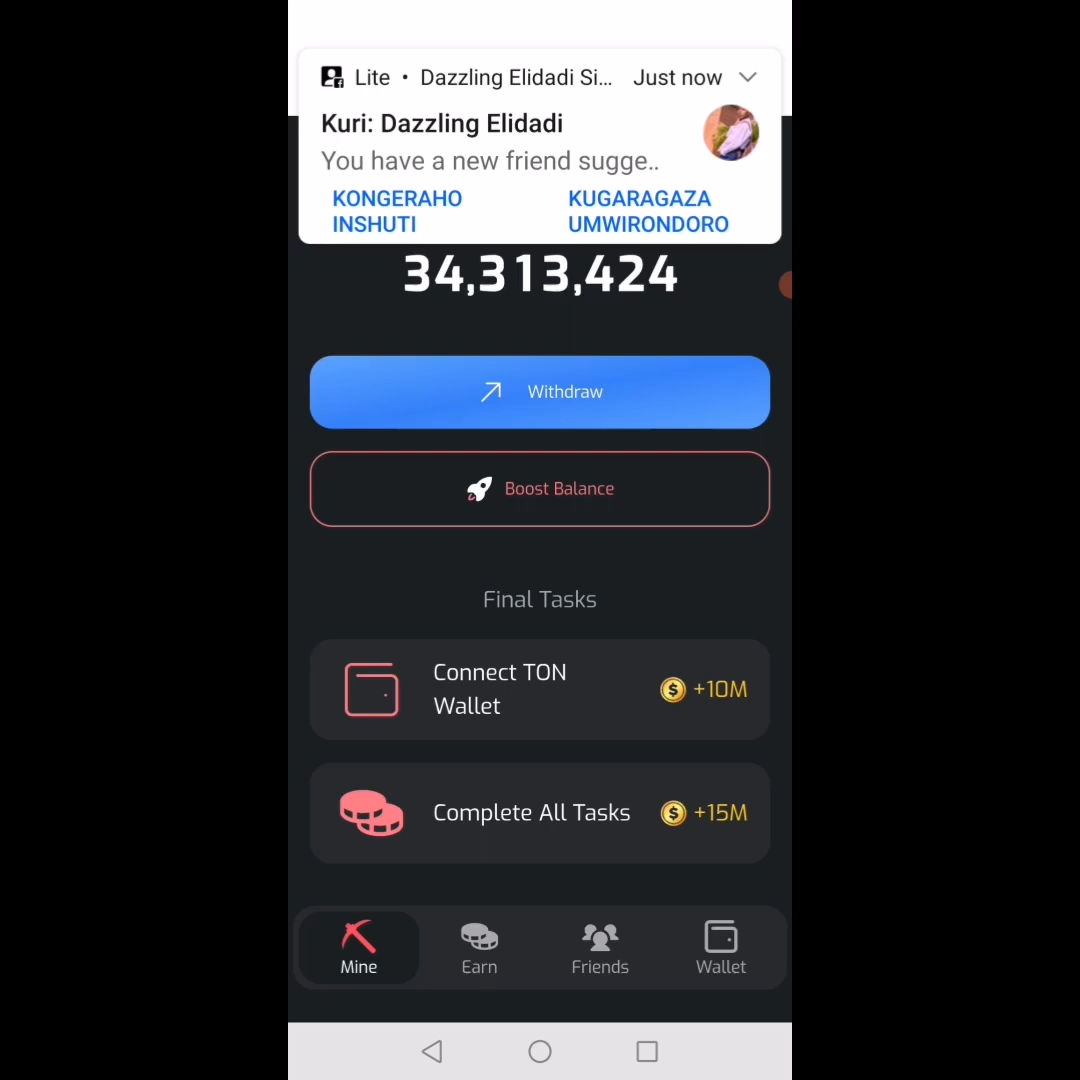 Lite • Dazzling Elidadi Si... Just now
Kuri: Dazzling Elidadi
You have a new friend sugge..
KONGERAHO INSHUTI
KUGARAGAZA UMWIRONDORO
34,313,424
Withdraw
Boost Balance
Final Tasks
Connect TON
Wallet
+10M
Complete All Tasks +15M
Mine Earn Friends Wallet